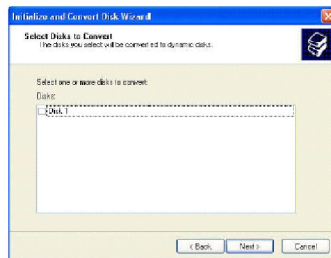 Initialize and Convert Disk Wizard
Select Disks to Convert
The disks you select will be converted to dynamic disks.
Select one or more disks to convert:
Disks:
Disk 1
< Back
Next >
Cancel